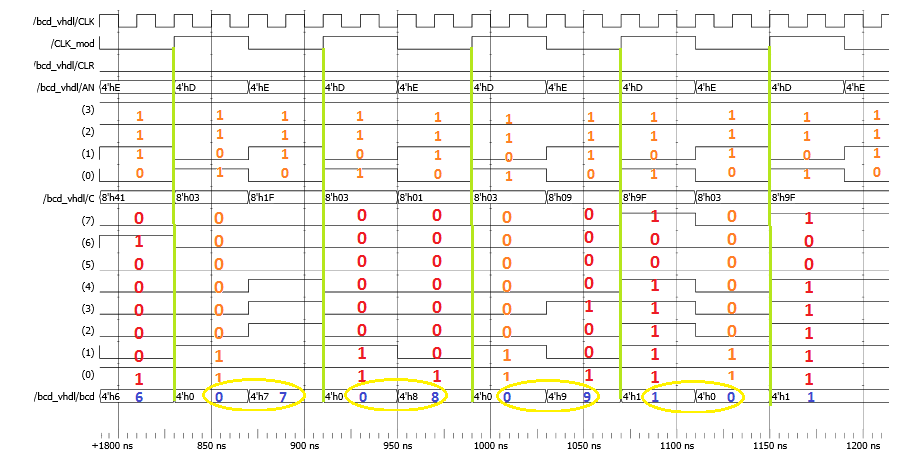 /bcd_vhdl/CLK
/CLK_mod
/bcd_vhdl/CLR
/bcd_vhdl/AN 4'hE 4'hD 4'hE 4'hD 4'hE 4'hD 4'hE 4'hD 4'hE 4'hD 4'hE
(3) 1 1 1 1 1 1 1 1 1 1 1
(2) 1 1 1 1 1 1 1 1 1 1 1
(1) 1 0 1 0 1 0 1 0 1 0 1
(0) 0 1 0 1 0 1 0 1 0 1 0
/bcd_vhdl/C 8'h41 8'h03 8'h1F 8'h03 8'h01 8'h03 8'h09 8'h9F 8'h03 8'h9F
(7) 0 0 0 0 0 0 1 0 1
(6) 1 0 0 0 0 0 0 0 0
(5) 0 0 0 0 0 0 0 0 0
(4) 0 0 0 0 0 0 1 0 1
(3) 0 0 0 0 0 1 1 0 1
(2) 0 0 0 0 0 0 1 0 1
(1) 0 1 1 0 1 0 1 1 1
(0) 1 1 1 1 1 1 1 1 1
/bcd_vhdl/bcd 4'h6 6 4'h0 0 4'h7 7 4'h0 0 4'h8 8 4'h0 0 4'h9 9 4'h1 1 4'h0 0 4'h1 1
+1800 ns 850 ns 900 ns 950 ns 1000 ns 1050 ns 1100 ns 1150 ns 1200 ns